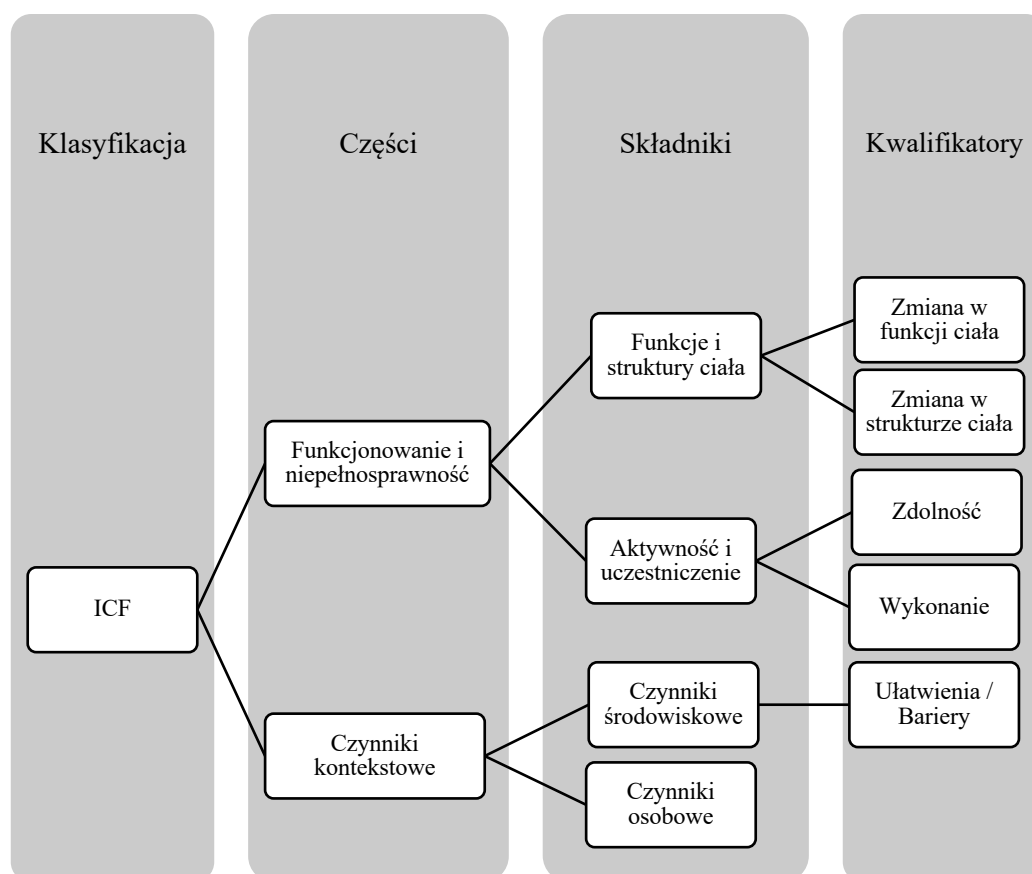 Klasyfikacja
Części
Składniki
Kwalifikatory
ICF
Funkcjonowanie i
niepełnosprawność
Czynniki
kontekstowe
Funkcje i
struktury ciała
Aktywność i
uczestniczenie
Czynniki
środowiskowe
Czynniki
osobowe
Zmiana w
funkcji ciała
Zmiana w
strukturze ciała
Zdolność
Wykonanie
Ułatwienia /
Bariery